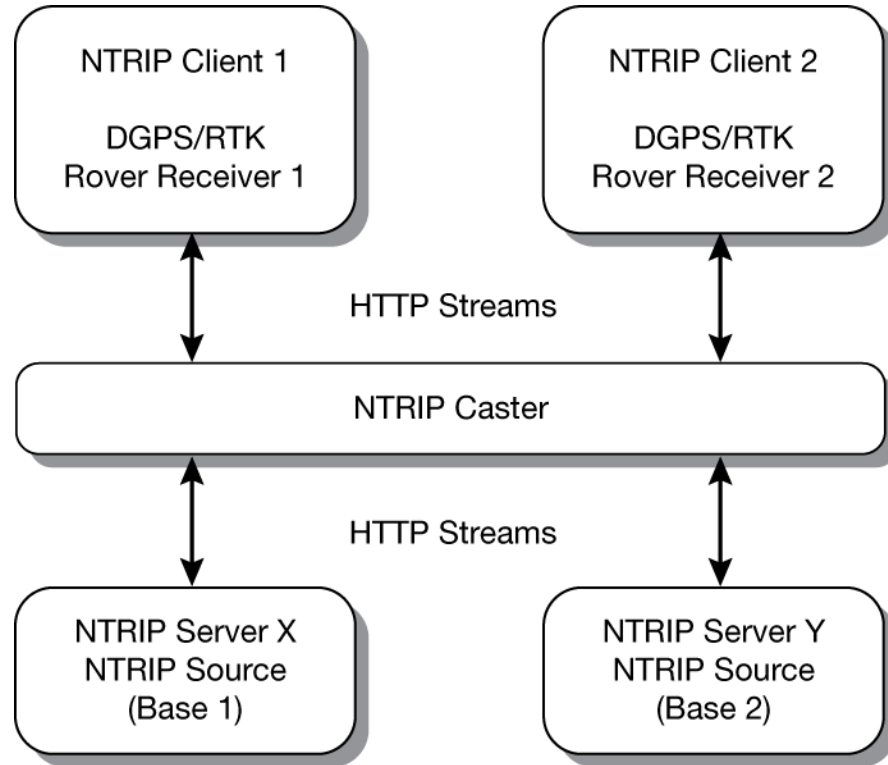 NTRIP Client 1
DGPS/RTK
Rover Receiver 1
NTRIP Client 2
DGPS/RTK
Rover Receiver 2
HTTP Streams
NTRIP Caster
HTTP Streams
NTRIP Server X
NTRIP Source
(Base 1)
NTRIP Server Y
NTRIP Source
(Base 2)